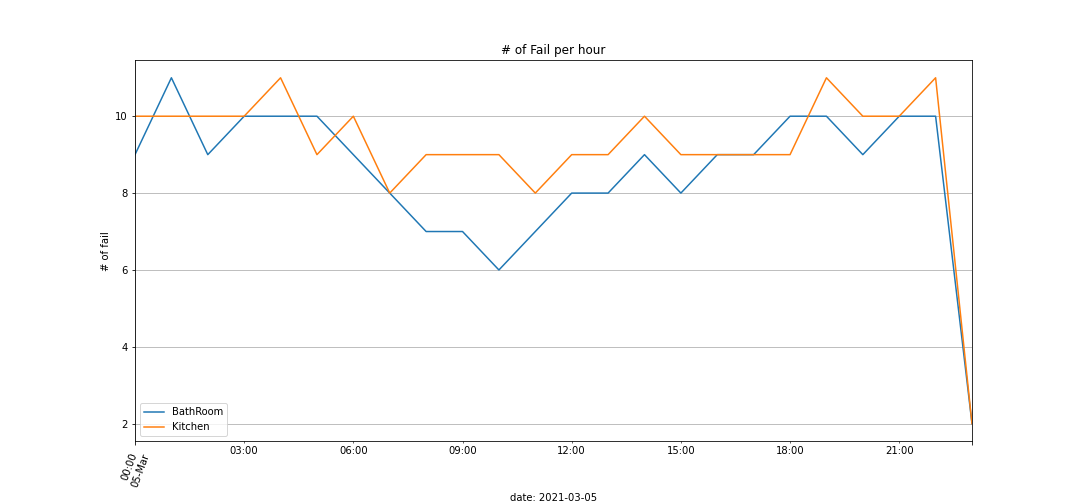 # of Fail per hour
# of fail
10
8
6
4
2
BathRoom
Kitchen
00:00
05-Mar
03:00
06:00
09:00
12:00
15:00
18:00
21:00
date: 2021-03-05